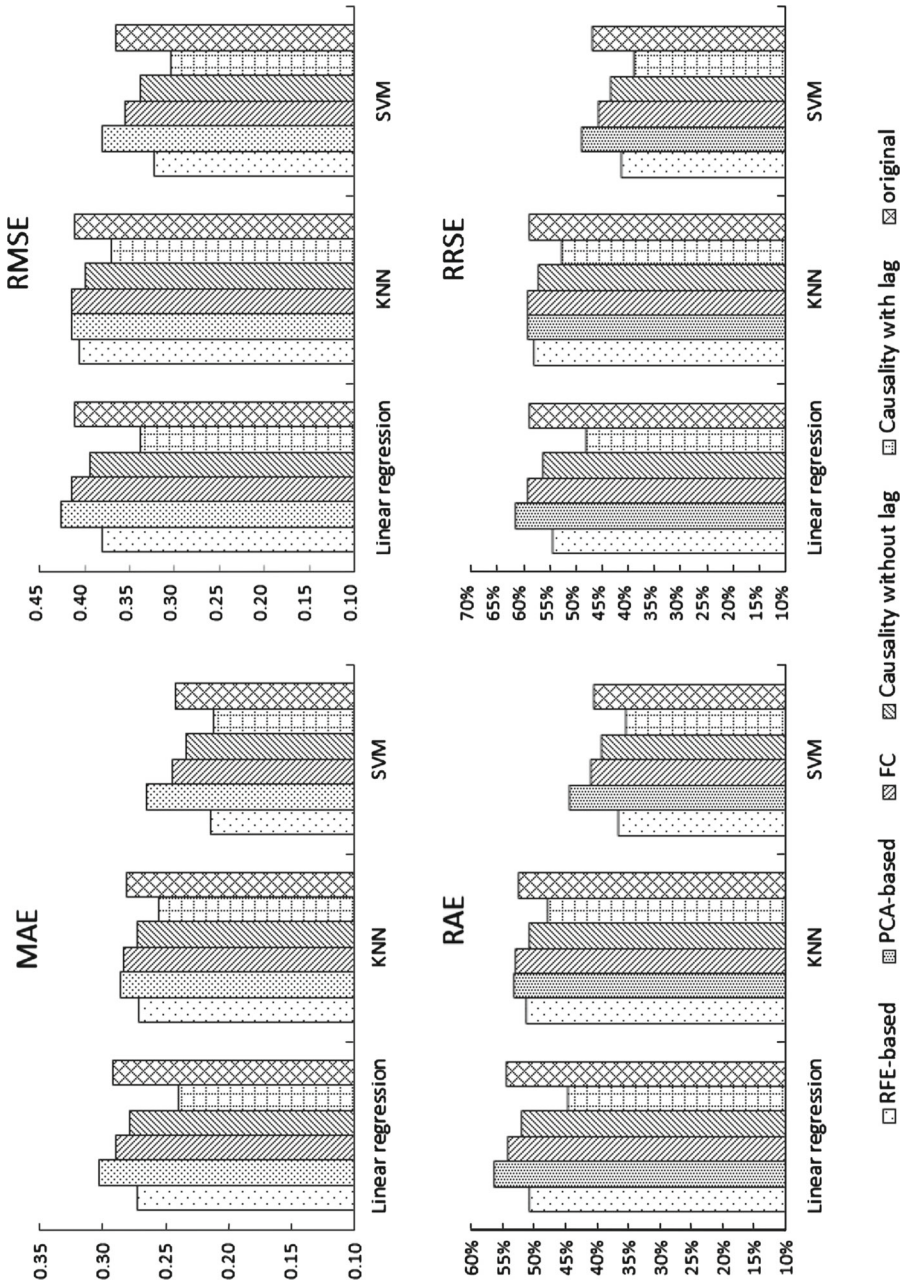 MAE
0.35
0.30
0.25
0.20
0.15
0.10
Linear regression
KNN
SVM
RMSE
0.45
0.40
0.35
0.30
0.25
0.20
0.15
0.10
Linear regression
KNN
SVM
RAE
60%
55%
50%
45%
40%
35%
30%
25%
20%
15%
10%
Linear regression
KNN
SVM
RRSE
70%
65%
60%
55%
50%
45%
40%
35%
30%
25%
20%
15%
10%
Linear regression
KNN
SVM
RFE-based PCA-based FC Causality without lag Causality with lag original